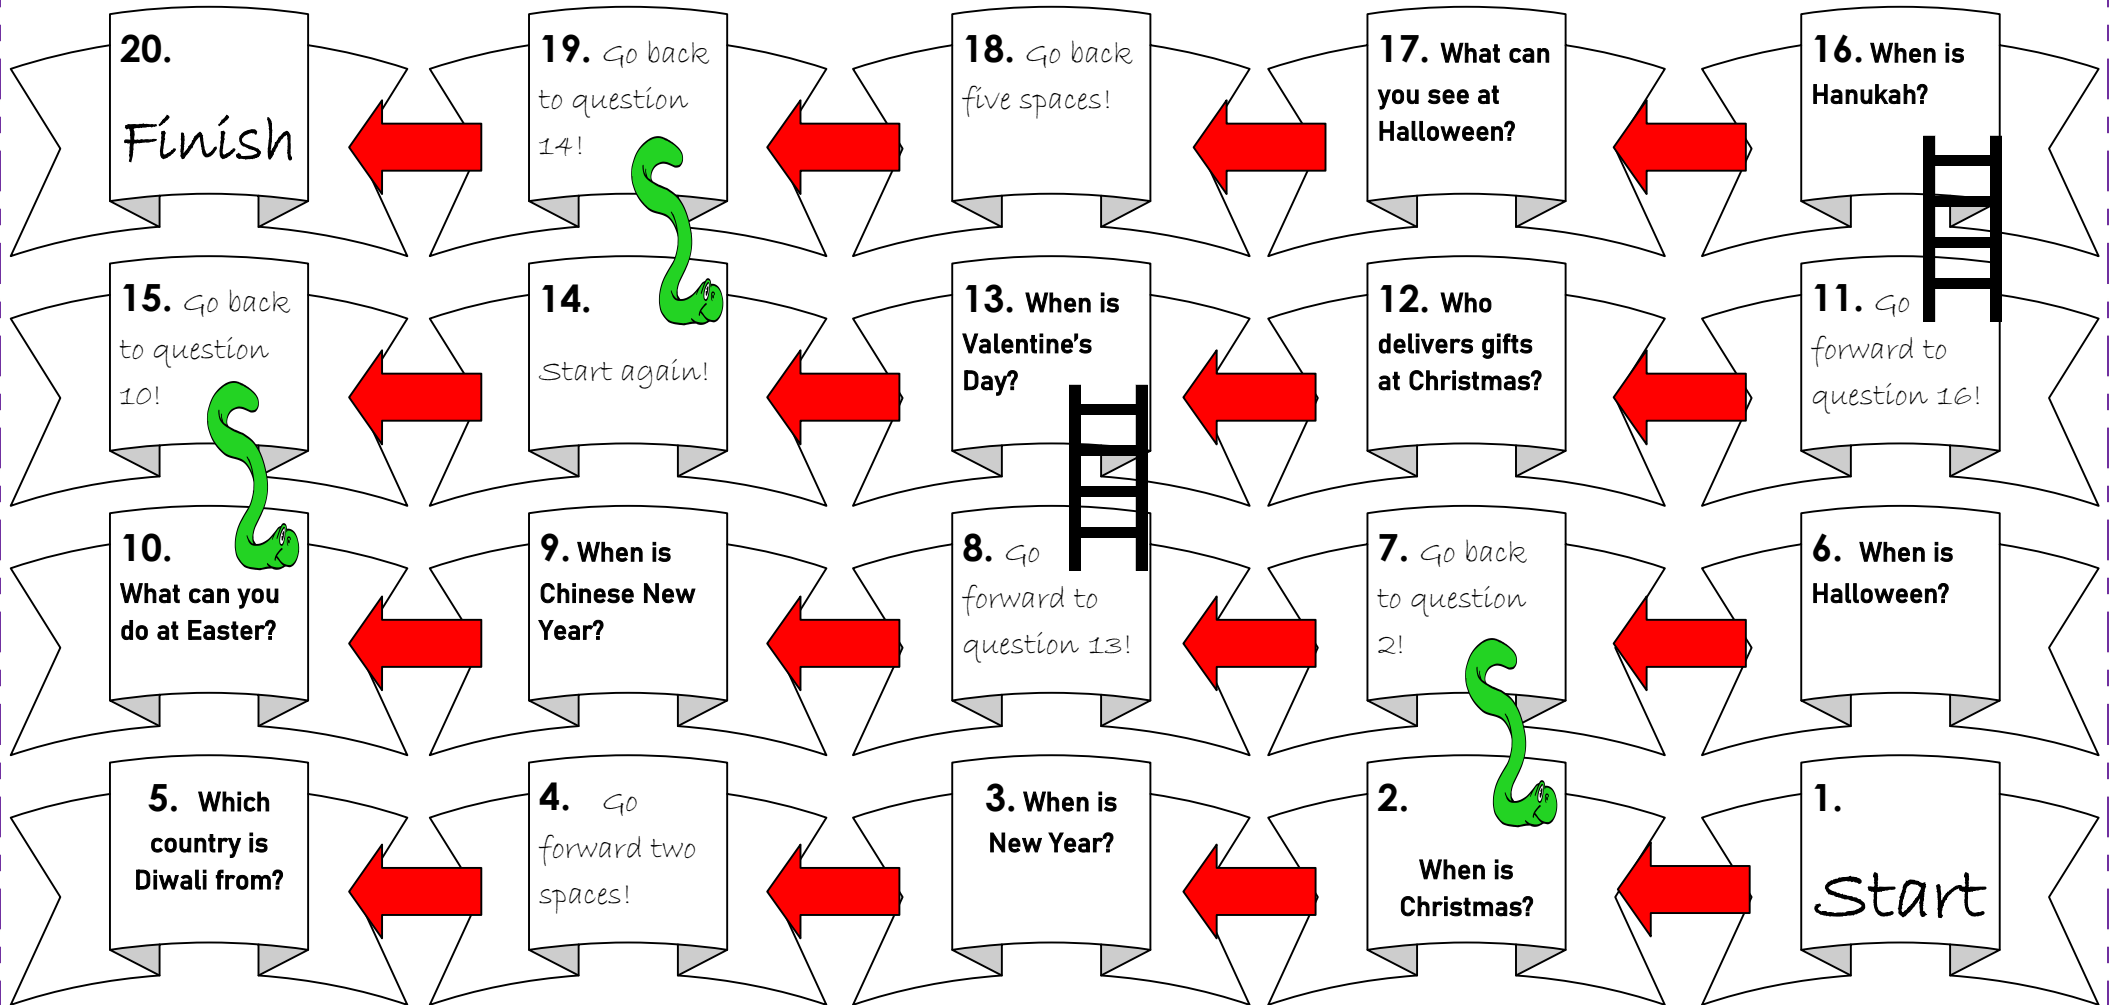 20.
Finish
19. Go back
to question
14!
18. Go back
five spaces!
17. What can
you see at
Halloween?
16. When is
Hanukah?
15. Go back
to question
10!
14.
Start again!
13. When is
Valentine's
Day?
12. Who
delivers gifts
at Christmas?
11. Go
forward to
question 16!
10.
What can you
do at Easter?
9. When is
Chinese New
Year?
8. Go
forward to
question 13!
7. Go back
to question
2!
6. When is
Halloween?
5. Which
country is
Diwali from?
4. Go
forward two
spaces!
3. When is
New Year?
2.
When is
Christmas?
1.
Start